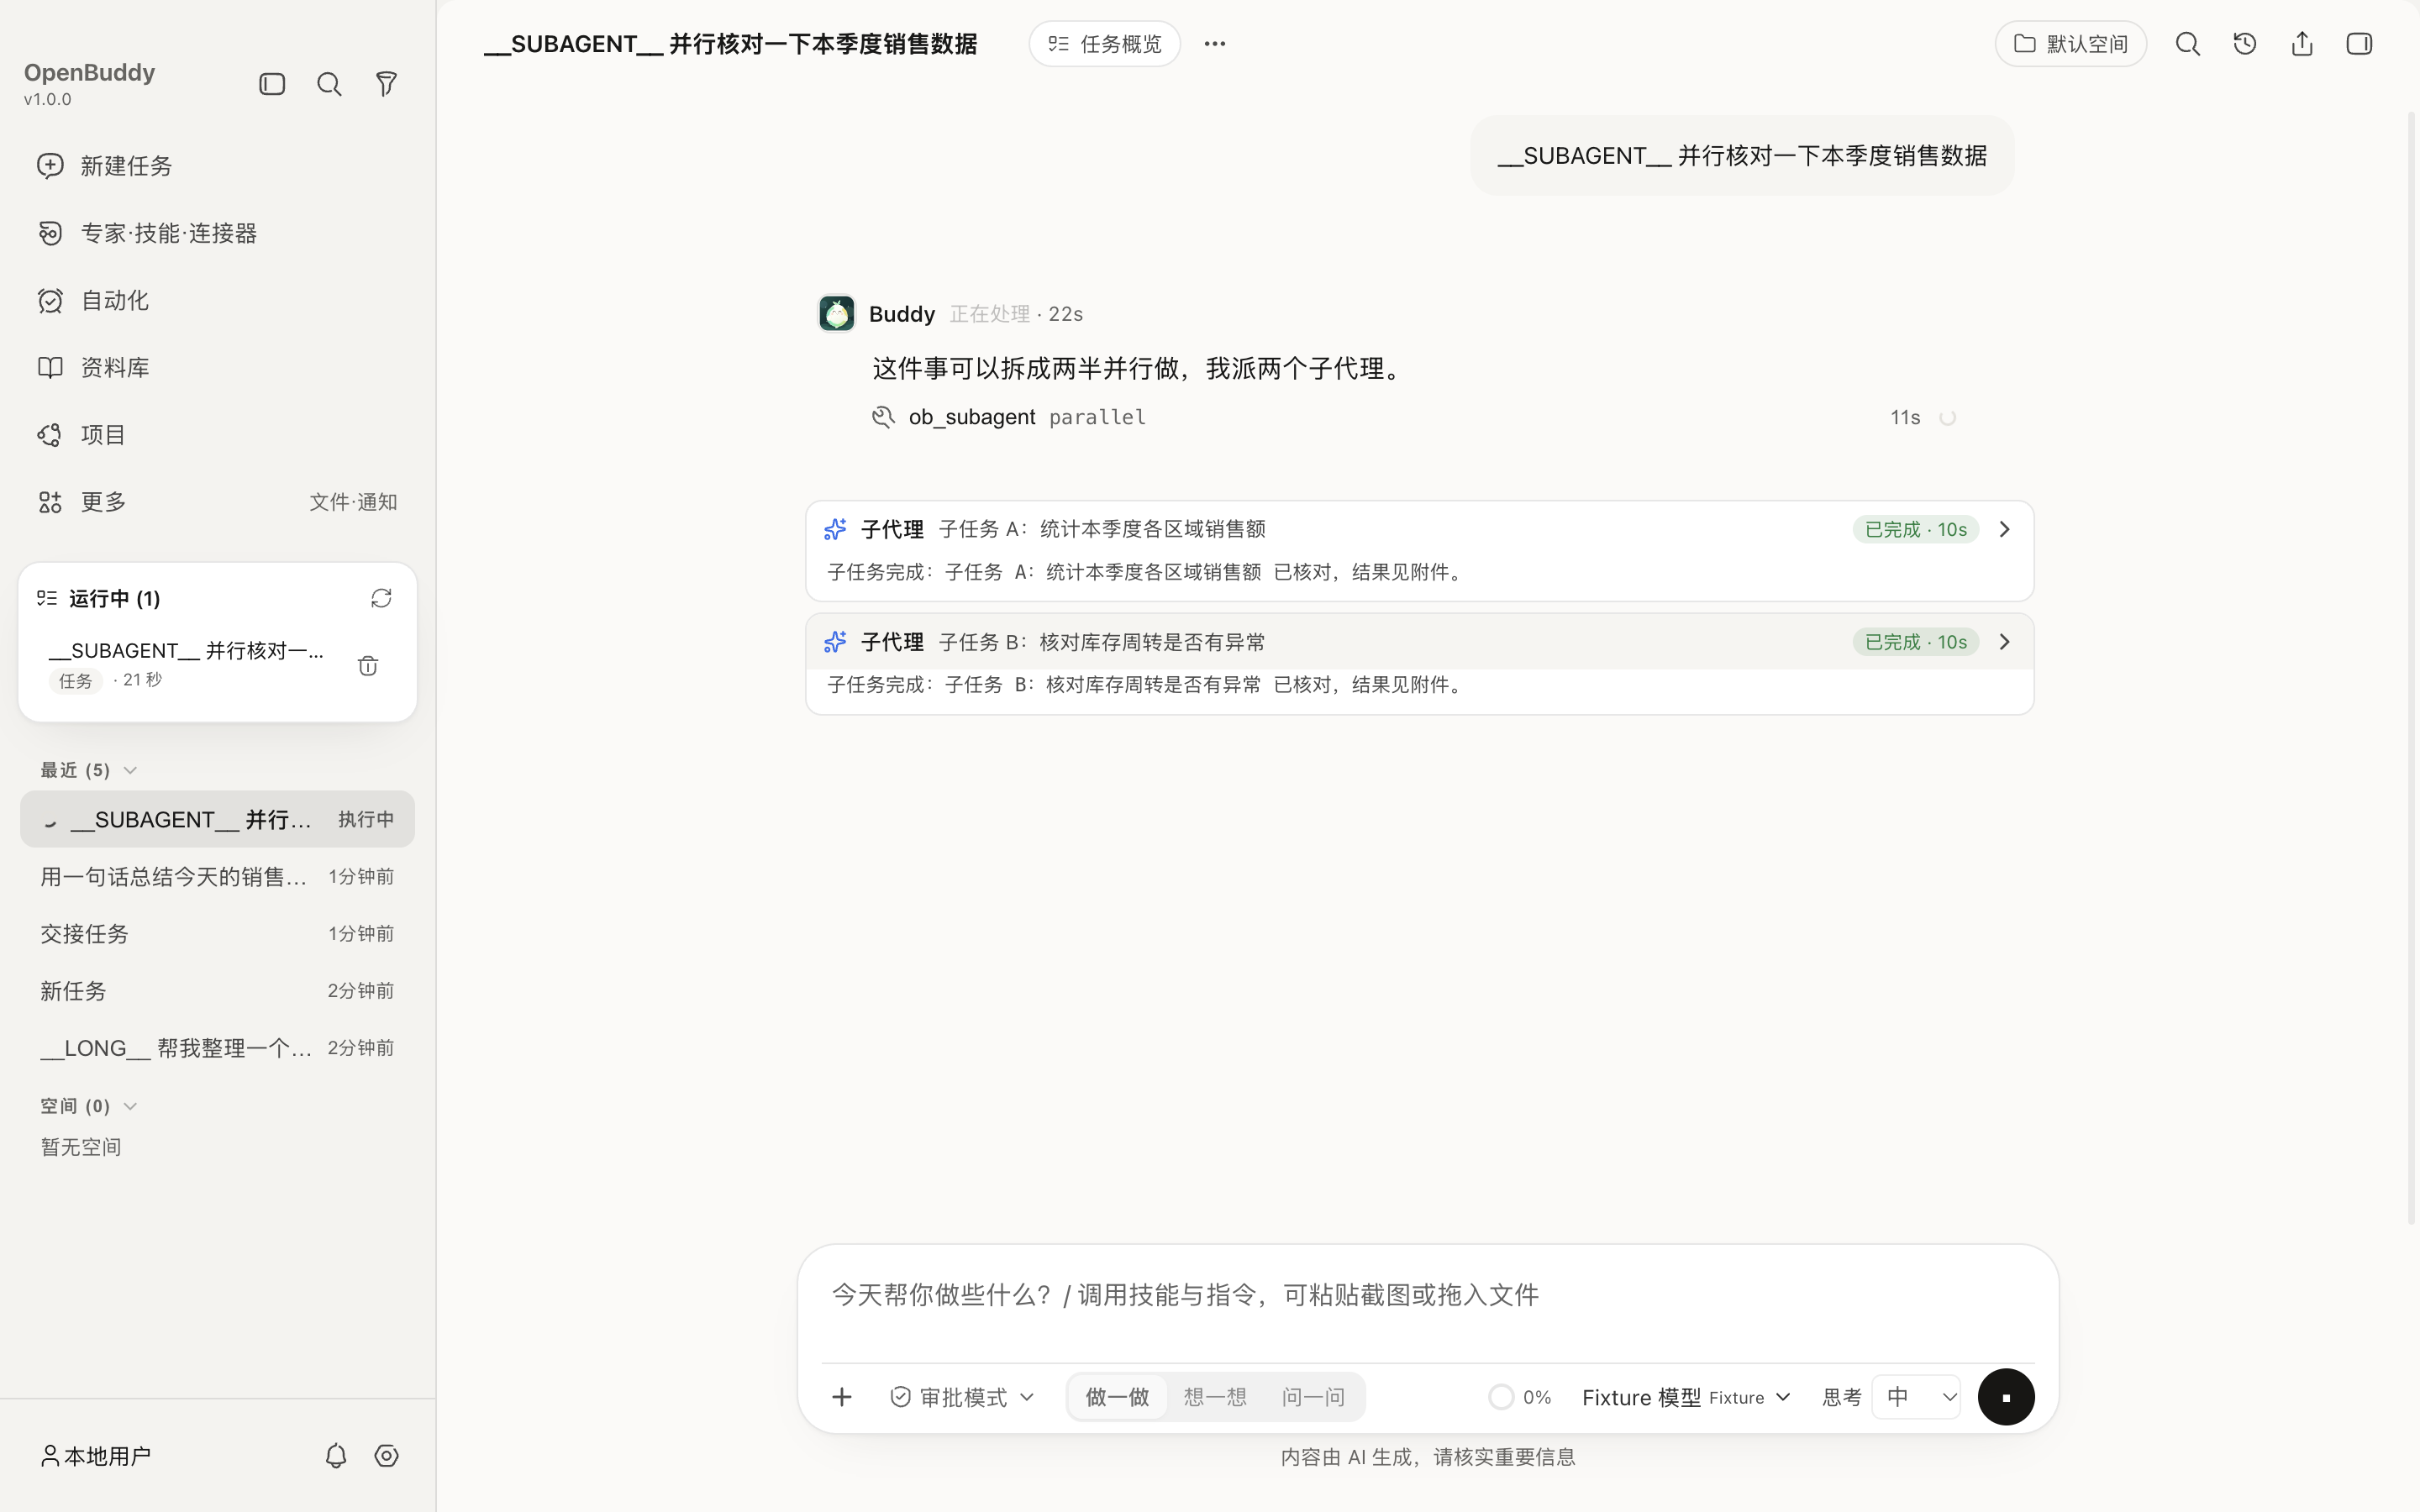 OpenBuddy
v1.0.0
新建任务
专家·技能·连接器
自动化
资料库
项目
更多 文件·通知
运行中 (1)
__SUBAGENT__ 并行核对一...
任务 · 21 秒
最近 (5)
__SUBAGENT__ 并行... 执行中
用一句话总结今天的销售... 1分钟前
交接任务 1分钟前
新任务 2分钟前
__LONG__ 帮我整理一个... 2分钟前
空间 (0)
暂无空间
本地用户
__SUBAGENT__ 并行核对一下本季度销售数据 任务概览 默认空间
__SUBAGENT__ 并行核对一下本季度销售数据
Buddy 正在处理 · 22s
这件事可以拆成两半并行做，我派两个子代理。
ob_subagent parallel 11s
子代理 子任务 A：统计本季度各区域销售额 已完成 · 10s
子任务完成：子任务 A：统计本季度各区域销售额 已核对，结果见附件。
子代理 子任务 B：核对库存周转是否有异常 已完成 · 10s
子任务完成：子任务 B：核对库存周转是否有异常 已核对，结果见附件。
今天帮你做些什么？/ 调用技能与指令，可粘贴截图或拖入文件
审批模式 做一做 想一想 问一问 0% Fixture 模型 Fixture 思考 中
内容由 AI 生成，请核实重要信息